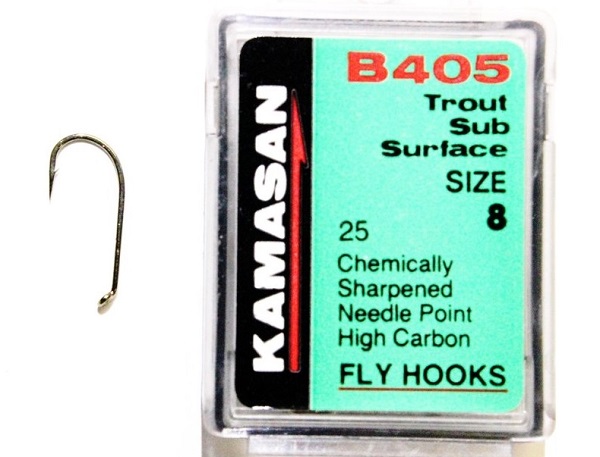 KAMASAN
B405
Trout
Sub
Surface
SIZE
8
25
Chemically
Sharpened
Needle Point
High Carbon
FLY HOOKS